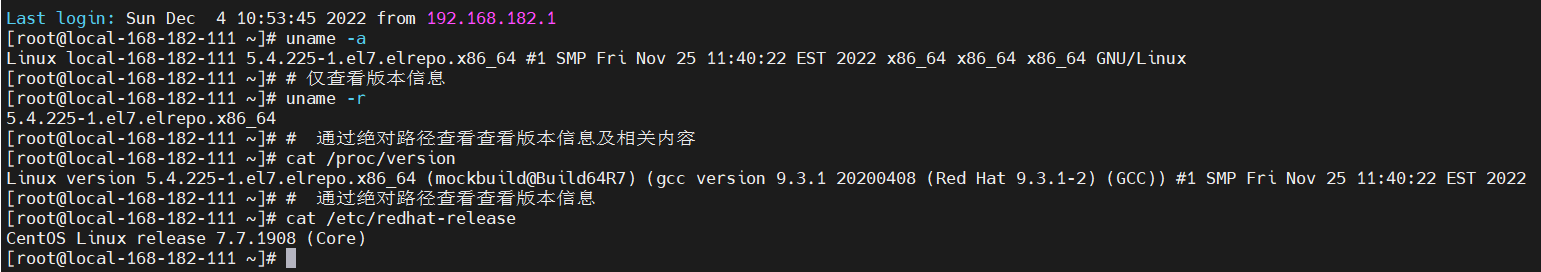 Last login: Sun Dec  4 10:53:45 2022 from 192.168.182.1
[root@local-168-182-111 ~]# uname -a
Linux local-168-182-111 5.4.225-1.el7.elrepo.x86_64 #1 SMP Fri Nov 25 11:40:22 EST 2022 x86_64 x86_64 x86_64 GNU/Linux
[root@local-168-182-111 ~]# # 仅查看版本信息
[root@local-168-182-111 ~]# uname -r
5.4.225-1.el7.elrepo.x86_64
[root@local-168-182-111 ~]# #  通过绝对路径查看查看版本信息及相关内容
[root@local-168-182-111 ~]# cat /proc/version
Linux version 5.4.225-1.el7.elrepo.x86_64 (mockbuild@Build64R7) (gcc version 9.3.1 20200408 (Red Hat 9.3.1-2) (GCC)) #1 SMP Fri Nov 25 11:40:22 EST 2022
[root@local-168-182-111 ~]# #  通过绝对路径查看查看版本信息
[root@local-168-182-111 ~]# cat /etc/redhat-release
CentOS Linux release 7.7.1908 (Core)
[root@local-168-182-111 ~]#